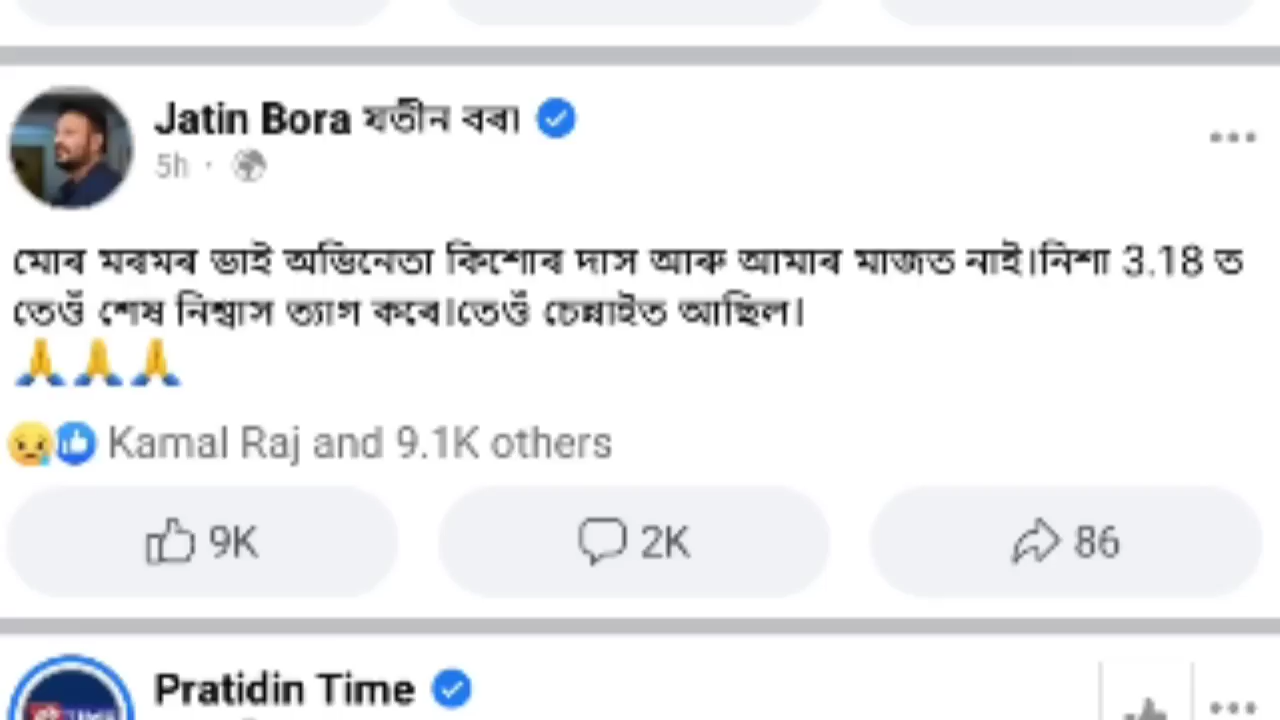 Jatin Bora যতীন বৰা
5h ·
মোৰ মৰমৰ ভাই অভিনেতা কিশোৰ দাস আৰু আমাৰ মাজত নাই।নিশা 3.18 ত
তেওঁ শেষ নিশ্বাস ত্যাগ কৰে।তেওঁ চেন্নাইত আছিল।
🙏🙏🙏
Kamal Raj and 9.1K others
9K 2K 86
Pratidin Time